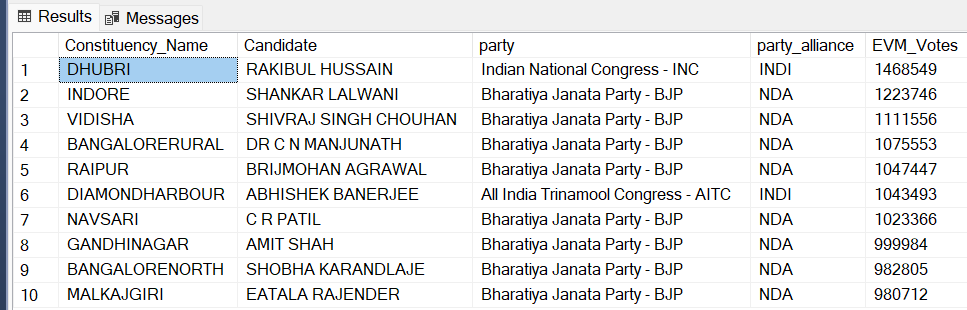 Results Messages
Constituency_Name Candidate party party_alliance EVM_Votes
1 DHUBRI RAKIBUL HUSSAIN Indian National Congress - INC INDI 1468549
2 INDORE SHANKAR LALWANI Bharatiya Janata Party - BJP NDA 1223746
3 VIDISHA SHIVRAJ SINGH CHOUHAN Bharatiya Janata Party - BJP NDA 1111556
4 BANGALORERURAL DR C N MANJUNATH Bharatiya Janata Party - BJP NDA 1075553
5 RAIPUR BRIJMOHAN AGRAWAL Bharatiya Janata Party - BJP NDA 1047447
6 DIAMONDHARBOUR ABHISHEK BANERJEE All India Trinamool Congress - AITC INDI 1043493
7 NAVSARI C R PATIL Bharatiya Janata Party - BJP NDA 1023366
8 GANDHINAGAR AMIT SHAH Bharatiya Janata Party - BJP NDA 999984
9 BANGALORENORTH SHOBHA KARANDLAJE Bharatiya Janata Party - BJP NDA 982805
10 MALKAJGIRI EATALA RAJENDER Bharatiya Janata Party - BJP NDA 980712